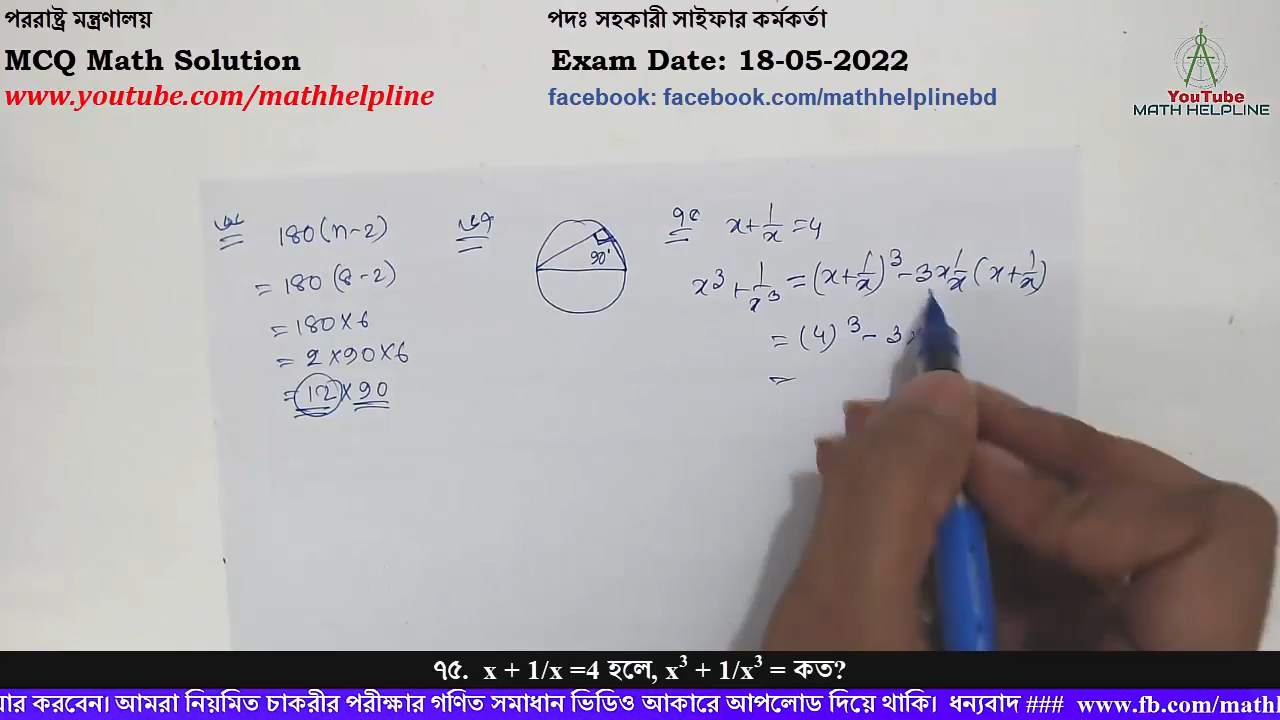 পররাষ্ট্র মন্ত্রণালয়
পদঃ সহকারী সাইফার কর্মকর্তা
MCQ Math Solution
Exam Date: 18-05-2022
www.youtube.com/mathhelpline
facebook: facebook.com/mathhelplinebd
YouTube
MATH HELPLINE
180(n-2)
= 180 (8-2)
= 180×6
= 2×90×6
= 12×90
90°
৭৫ x+1/x=4
x³+1/x³ = (x+1/x)³-3x1/x(x+1/x)
= (4)³-3
=
৭৫. x + 1/x =4 হলে, x³ + 1/x³ = কত?
যার করবেন। আমরা নিয়মিত চাকরীর পরীক্ষার গণিত সমাধান ভিডিও আকারে আপলোড দিয়ে থাকি। ধন্যবাদ ### www.fb.com/math